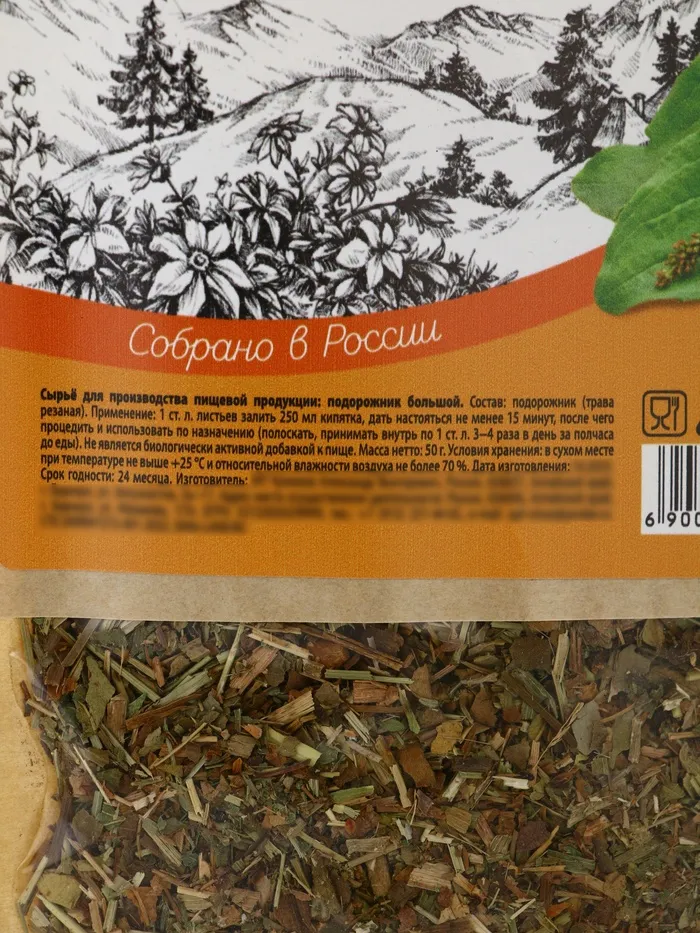 Собрано в России
Сырьё для производства пищевой продукции: подорожник большой. Состав: подорожник (трава
резаная). Применение: 1 ст. л. листьев залить 250 мл кипятка, дать настояться не менее 15 минут, после чего
процедить и использовать по назначению (полоскать, принимать внутрь по 1 ст. л. 3–4 раза в день за полчаса
до еды). Не является биологически активной добавкой к пище. Масса нетто: 50 г. Условия хранения: в сухом месте
при температуре не выше +25 °С и относительной влажности воздуха не более 70 %. Дата изготовления:
Срок годности: 24 месяца. Изготовитель:
6 900